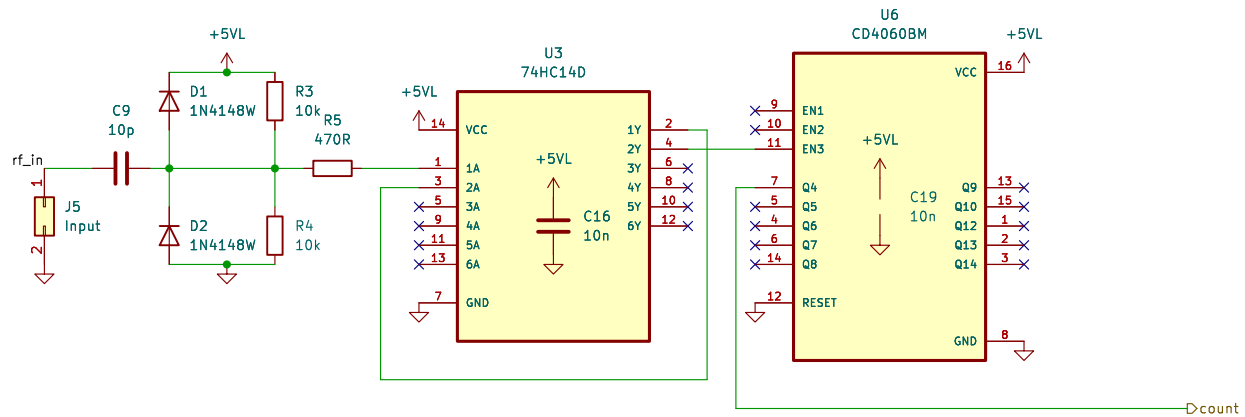 rf_in
1
2
J5
Input
C9
10p
+5VL
D1
1N4148W
D2
1N4148W
R3
10k
R4
10k
R5
470R
U3
74HC14D
+5VL
14 VCC
1 1A
3 2A
5 3A
9 4A
11 5A
13 6A
7 GND
1Y 2
2Y 4
3Y 6
4Y 8
5Y 10
6Y 12
+5VL
C16
10n
U6
CD4060BM
+5VL
VCC 16
9 EN1
10 EN2
11 EN3
7 Q4
5 Q5
4 Q6
6 Q7
14 Q8
12 RESET
Q9 13
Q10 15
Q12 1
Q13 2
Q14 3
GND 8
+5VL
C19
10n
count